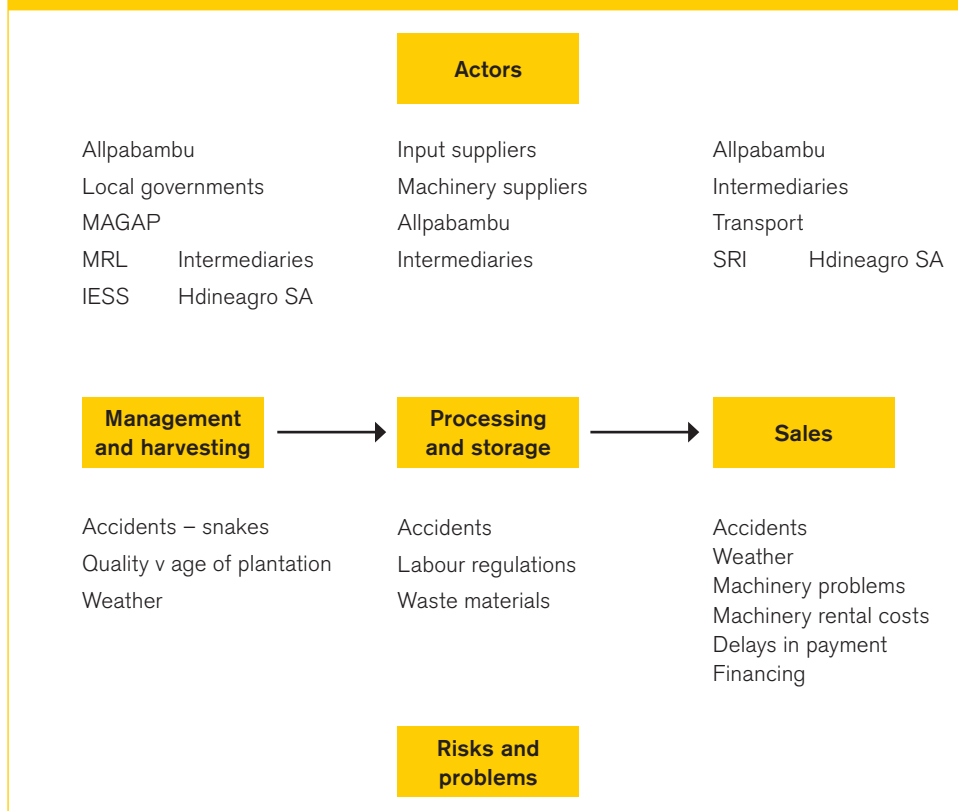 Actors
Allpabambu
Local governments
MAGAP
MRL Intermediaries
IESS Hdineagro SA
Input suppliers
Machinery suppliers
Allpabambu
Intermediaries
Allpabambu
Intermediaries
Transport
SRI Hdineagro SA
Management
and harvesting
Processing
and storage
Sales
Accidents – snakes
Quality v age of plantation
Weather
Accidents
Labour regulations
Waste materials
Accidents
Weather
Machinery problems
Machinery rental costs
Delays in payment
Financing
Risks and
problems